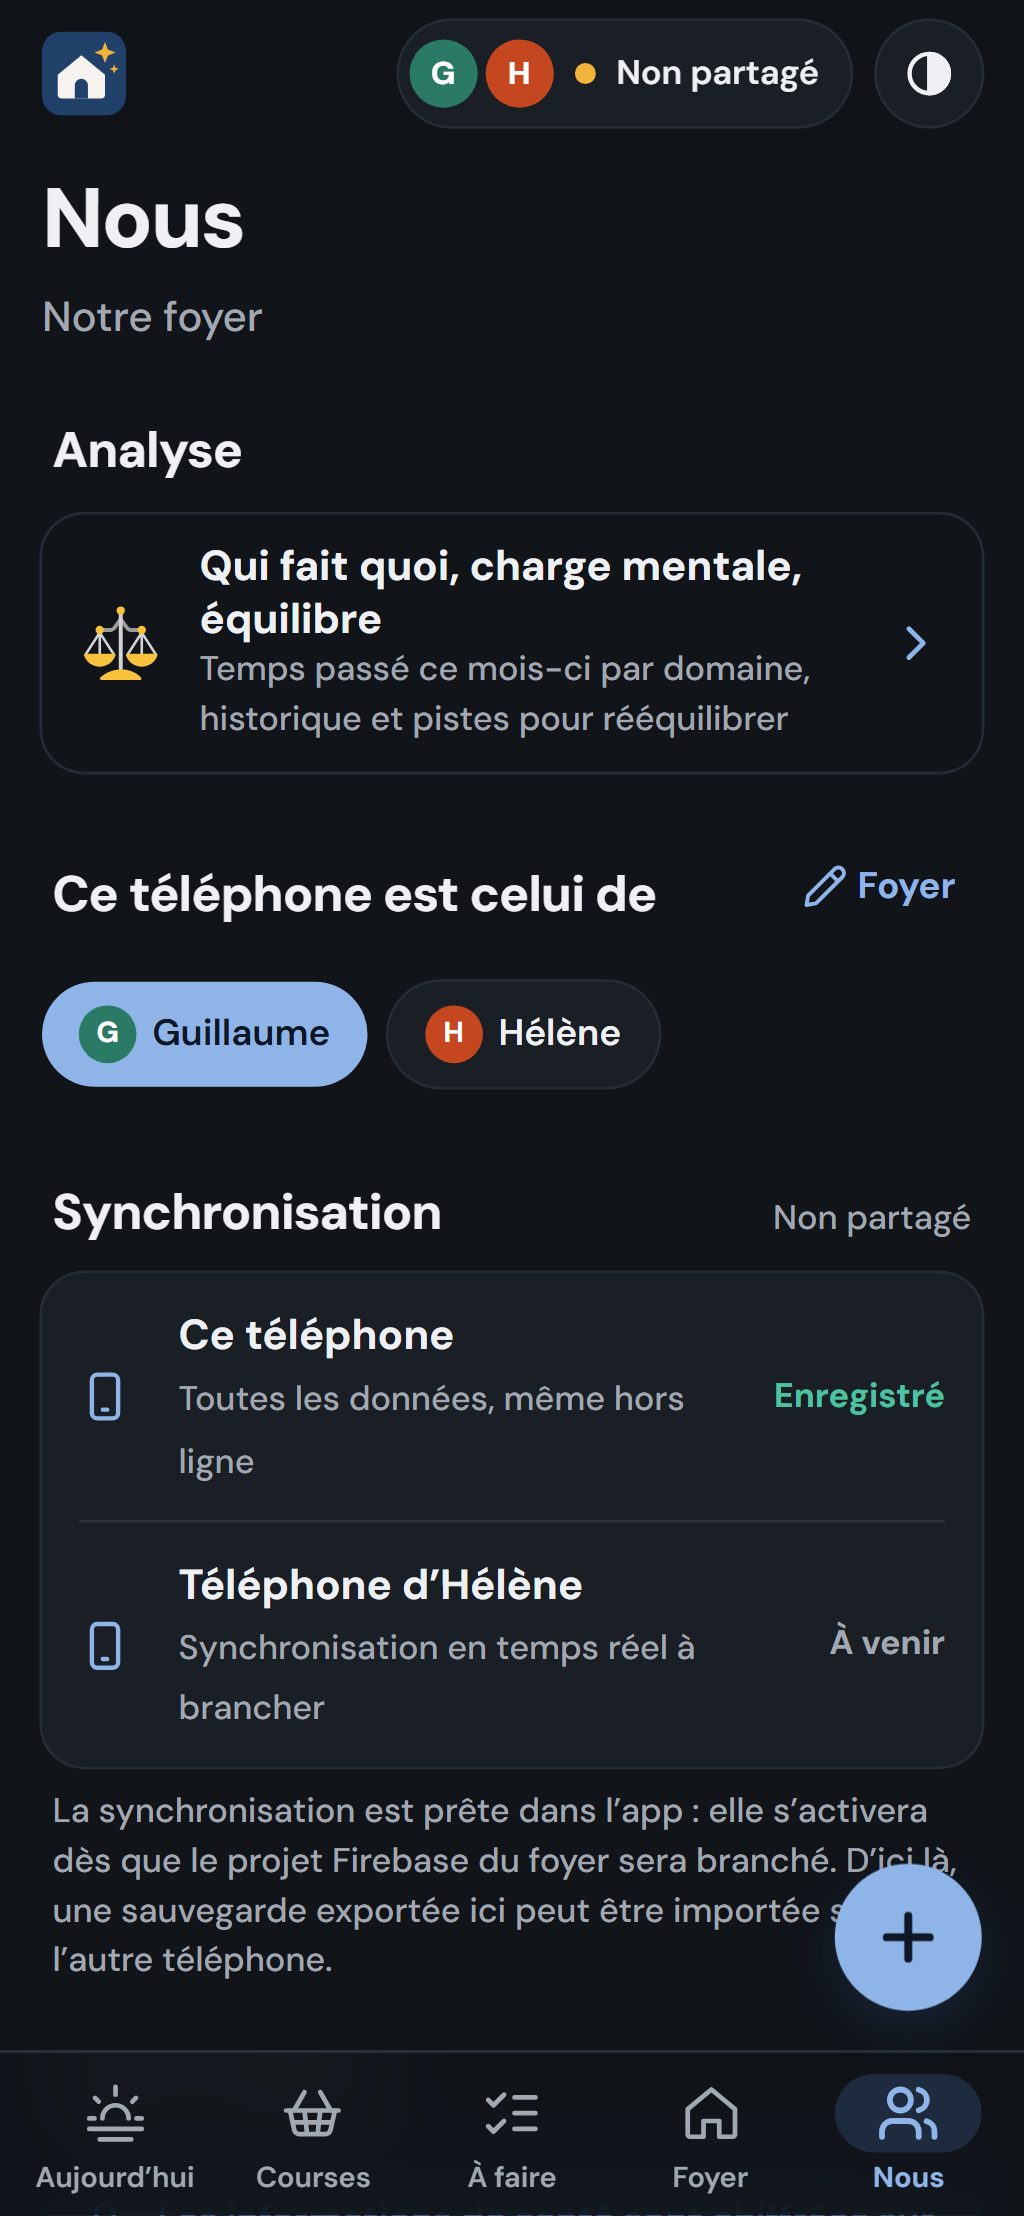 G H Non partagé
Nous
Notre foyer
Analyse
Qui fait quoi, charge mentale,
équilibre
Temps passé ce mois-ci par domaine,
historique et pistes pour rééquilibrer
Ce téléphone est celui de
Foyer
G Guillaume
H Hélène
Synchronisation
Non partagé
Ce téléphone
Toutes les données, même hors
ligne
Enregistré
Téléphone d’Hélène
Synchronisation en temps réel à
brancher
À venir
La synchronisation est prête dans l’app : elle s’activera
dès que le projet Firebase du foyer sera branché. D’ici là,
une sauvegarde exportée ici peut être importée
l’autre téléphone.
Aujourd’hui
Courses
À faire
Foyer
Nous